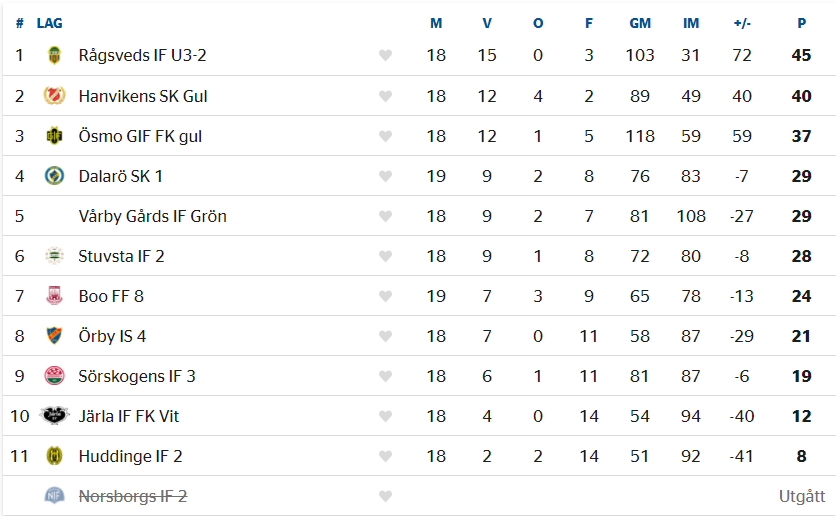 # LAG M V O F GM IM +/- P
1 Rågsveds IF U3-2 18 15 0 3 103 31 72 45
2 Hanvikens SK Gul 18 12 4 2 89 49 40 40
3 Ösmo GIF FK gul 18 12 1 5 118 59 59 37
4 Dalarö SK 1 19 9 2 8 76 83 -7 29
5 Vårby Gårds IF Grön 18 9 2 7 81 108 -27 29
6 Stuvsta IF 2 18 9 1 8 72 80 -8 28
7 Boo FF 8 19 7 3 9 65 78 -13 24
8 Örby IS 4 18 7 0 11 58 87 -29 21
9 Sörskogens IF 3 18 6 1 11 81 87 -6 19
10 Järla IF FK Vit 18 4 0 14 54 94 -40 12
11 Huddinge IF 2 18 2 2 14 51 92 -41 8
Norsborgs IF 2 Utgått